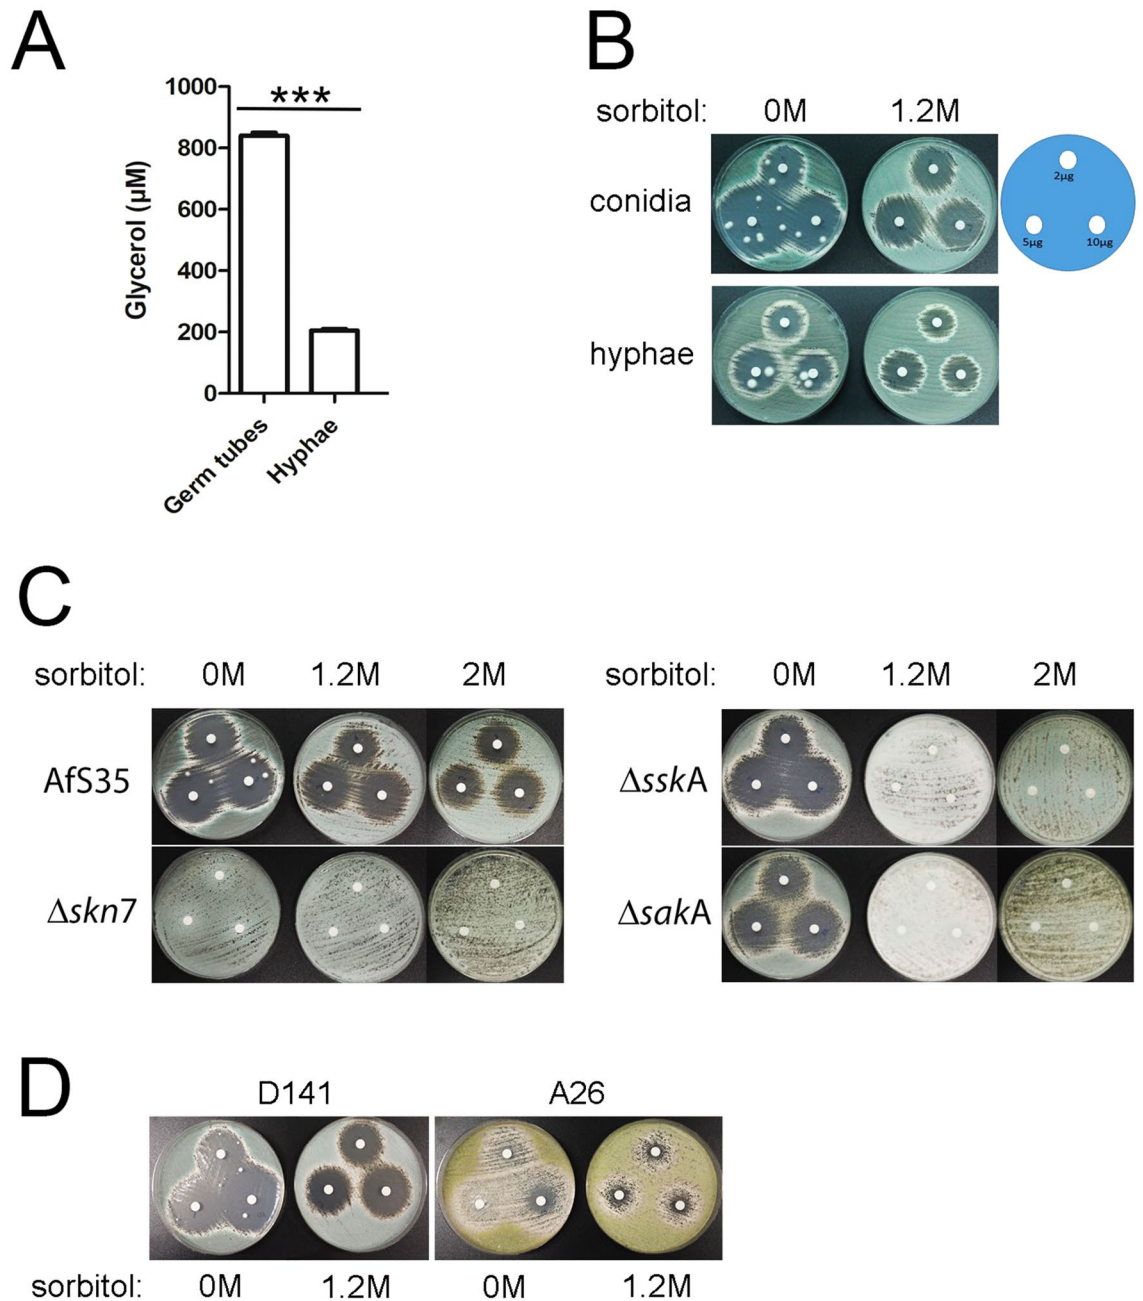 A
Glycerol (µM)
1000
800
600
400
200
0
***
Germ tubes
Hyphae
B
sorbitol: 0M 1.2M
conidia
2µg
5µg 10µg
hyphae
C
sorbitol: 0M 1.2M 2M
AfS35
Δskn7
sorbitol: 0M 1.2M 2M
ΔsskA
ΔsakA
D
D141 A26
sorbitol: 0M 1.2M 0M 1.2M